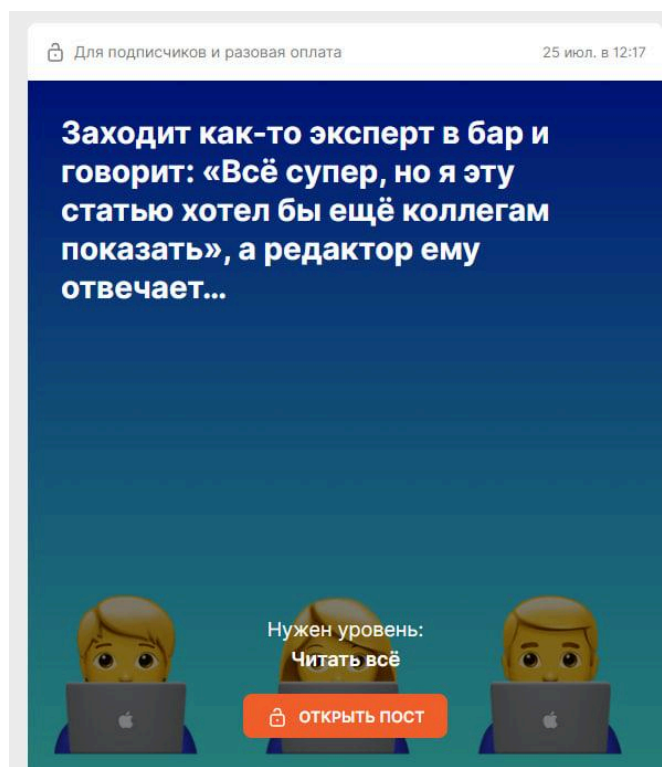 Для подписчиков и разовая оплата
25 июл. в 12:17
Заходит как-то эксперт в бар и
говорит: «Всё супер, но я эту
статью хотел бы ещё коллегам
показать», а редактор ему
отвечает...
Нужен уровень:
Читать всё
ОТКРЫТЬ ПОСТ